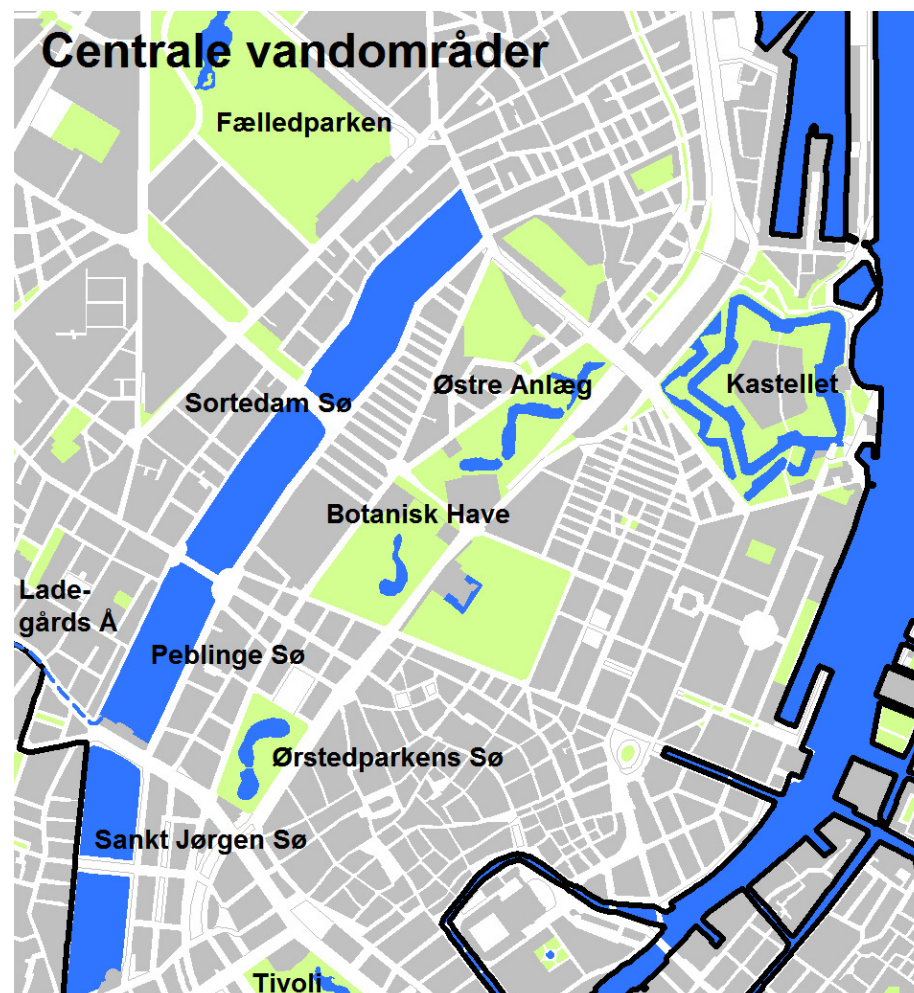 Centrale vandområder
Fælledparken
Østre Anlæg
Kastellet
Sortedam Sø
Botanisk Have
Lade-
gårds Å
Peblinge Sø
Ørstedparkens Sø
Sankt Jørgen Sø
Tivoli